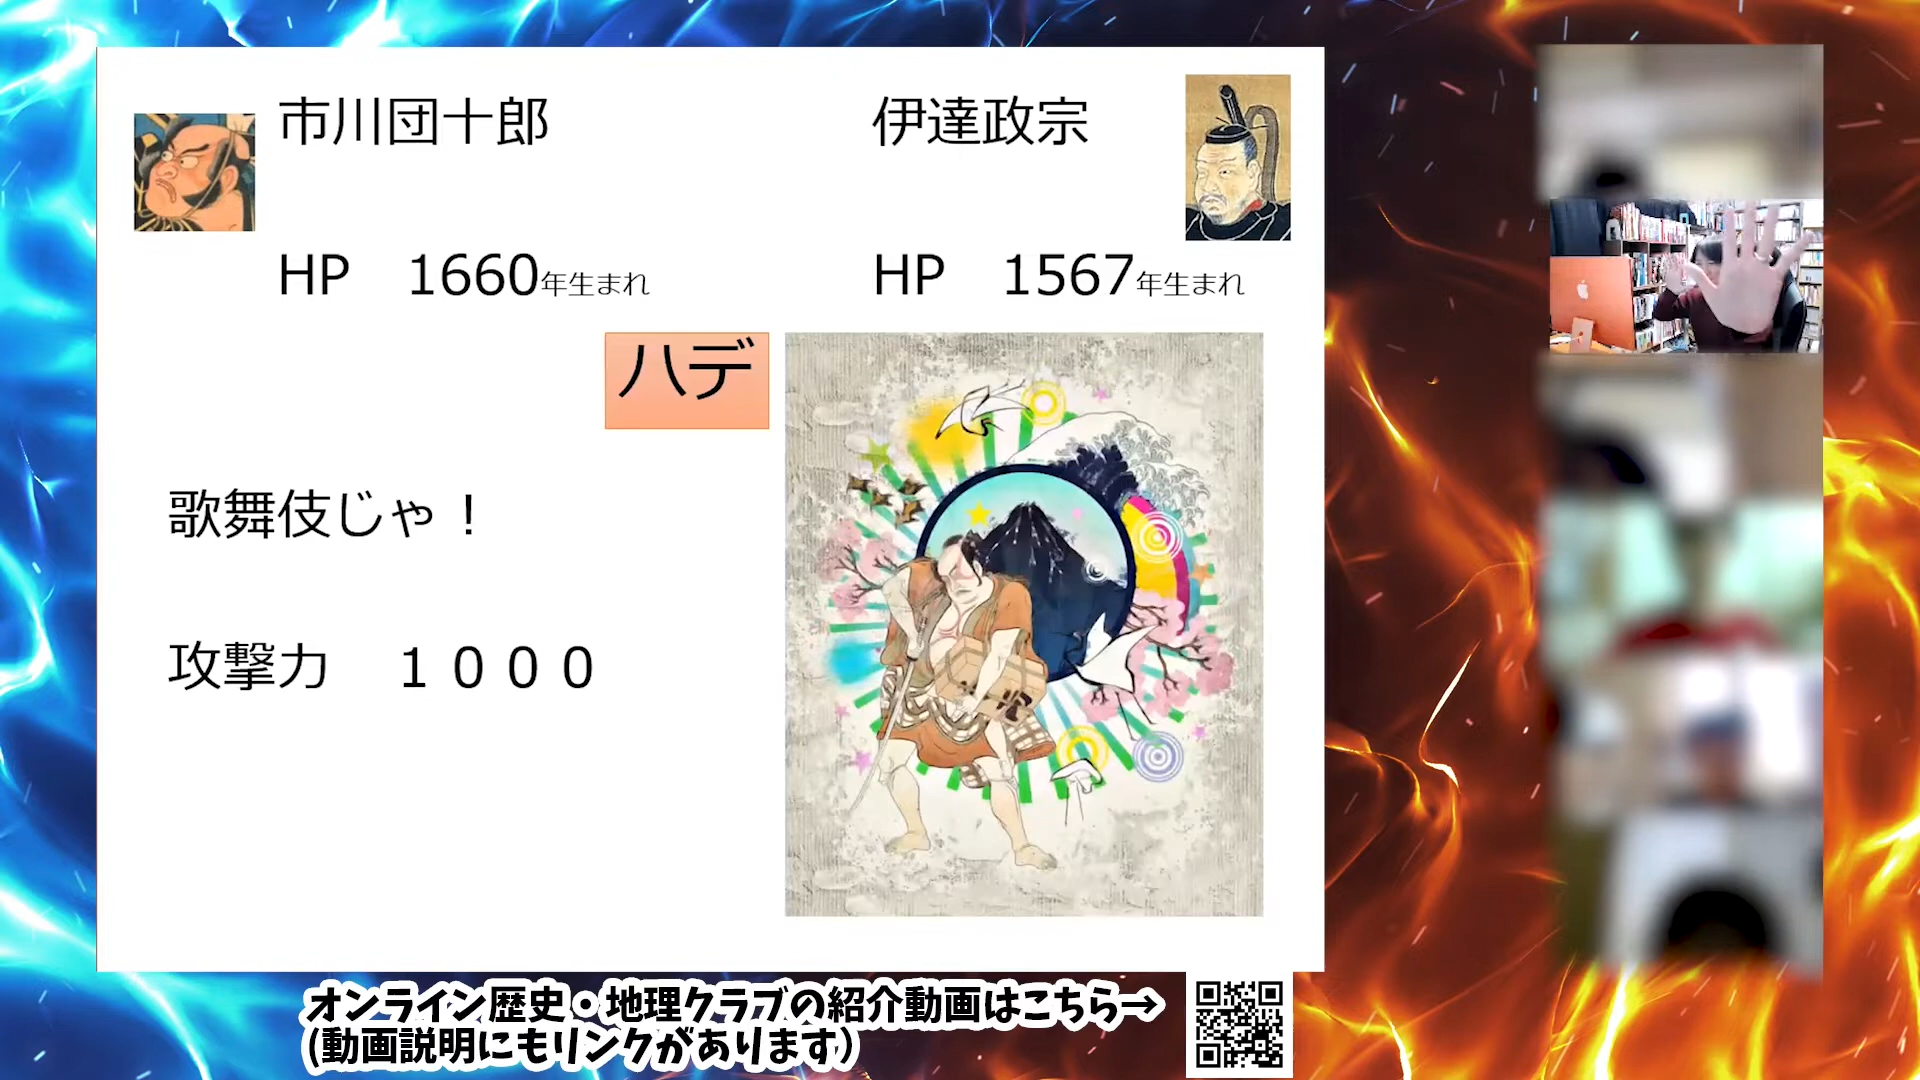 市川団十郎
伊達政宗
HP　1660年生まれ
HP　1567年生まれ
ハデ
歌舞伎じゃ！
攻撃力　１０００
オンライン歴史・地理クラブの紹介動画はこちら→
(動画説明にもリンクがあります)